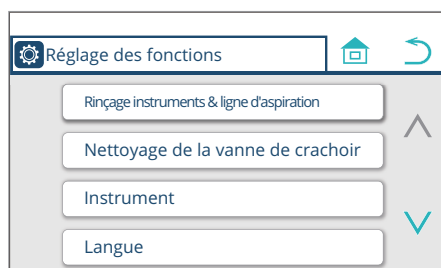 Réglage des fonctions
Rinçage instruments & ligne d'aspiration
Nettoyage de la vanne de crachoir
Instrument
Langue